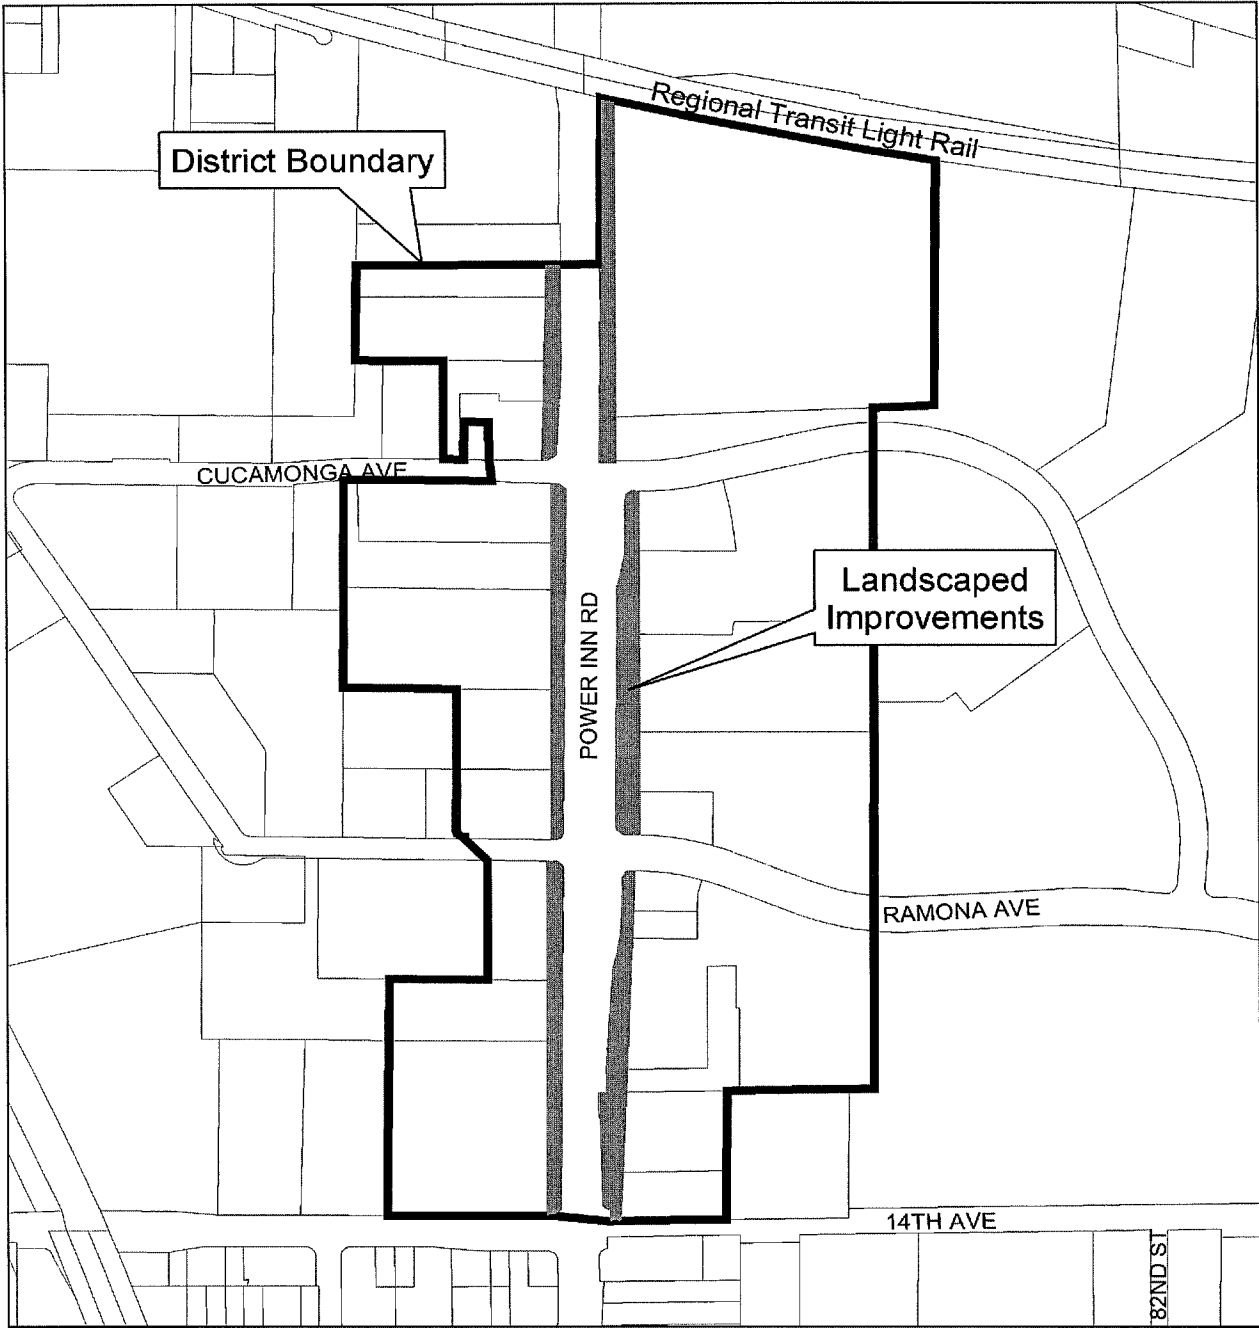 Regional Transit Light Rail
District Boundary
CUCAMONGA AVE
Landscaped
Improvements
POWER INN RD
RAMONA AVE
14TH AVE
82ND ST